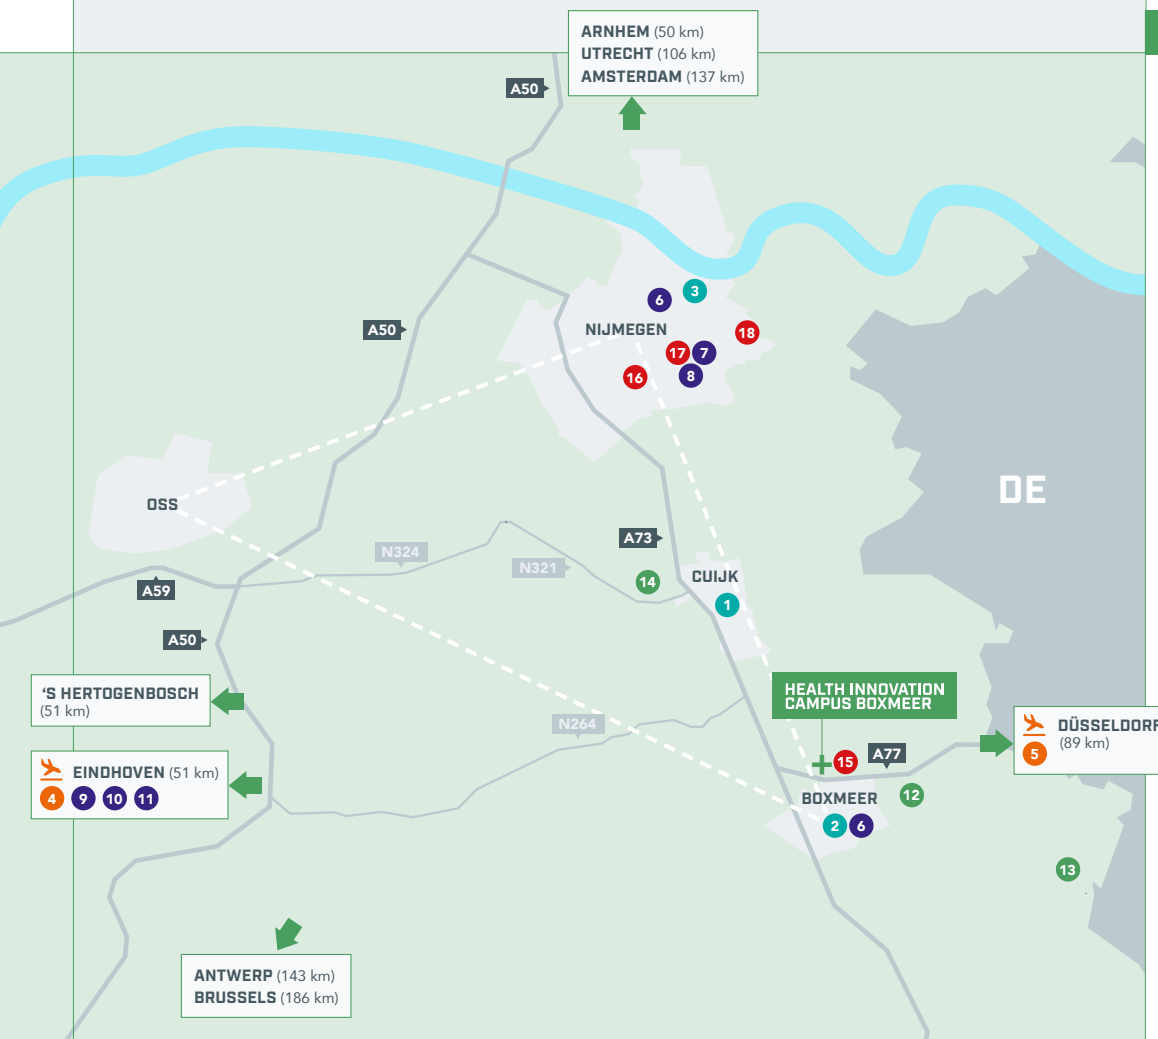 ARNHEM (50 km)
UTRECHT (106 km)
AMSTERDAM (137 km)
A50
6
3
NIJMEGEN
18
A50
17
7
16
8
DE
OSS
A73
N324
N321
14
CUIJK
A59
1
A50
'S HERTOGENBOSCH
(51 km)
HEALTH INNOVATION
CAMPUS BOXMEER
N264
DÜSSELDORF
(89 km)
5
15
A77
EINDHOVEN (51 km)
4
9
10
11
BOXMEER
12
2
6
13
ANTWERP (143 km)
BRUSSELS (186 km)